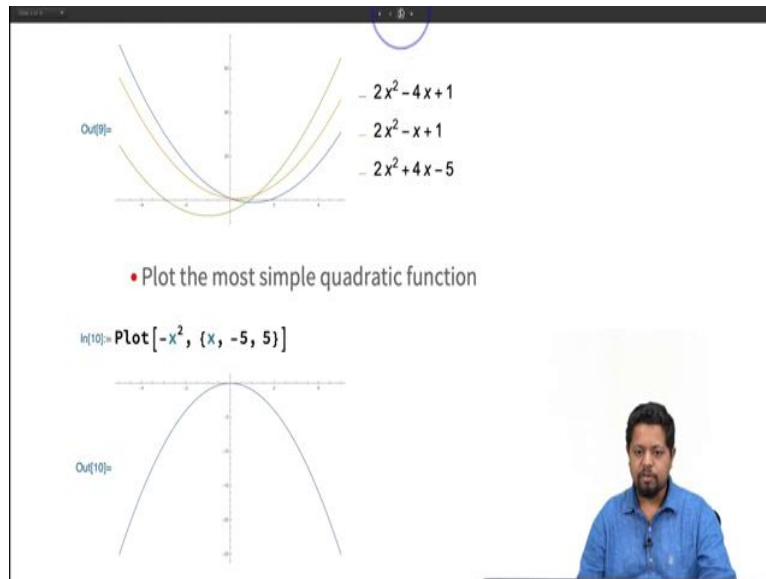 Out[9]=
2x² − 4x + 1
2x² − x + 1
2x² + 4x − 5
• Plot the most simple quadratic function
In[10]:= Plot[-x², {x, -5, 5}]
Out[10]=